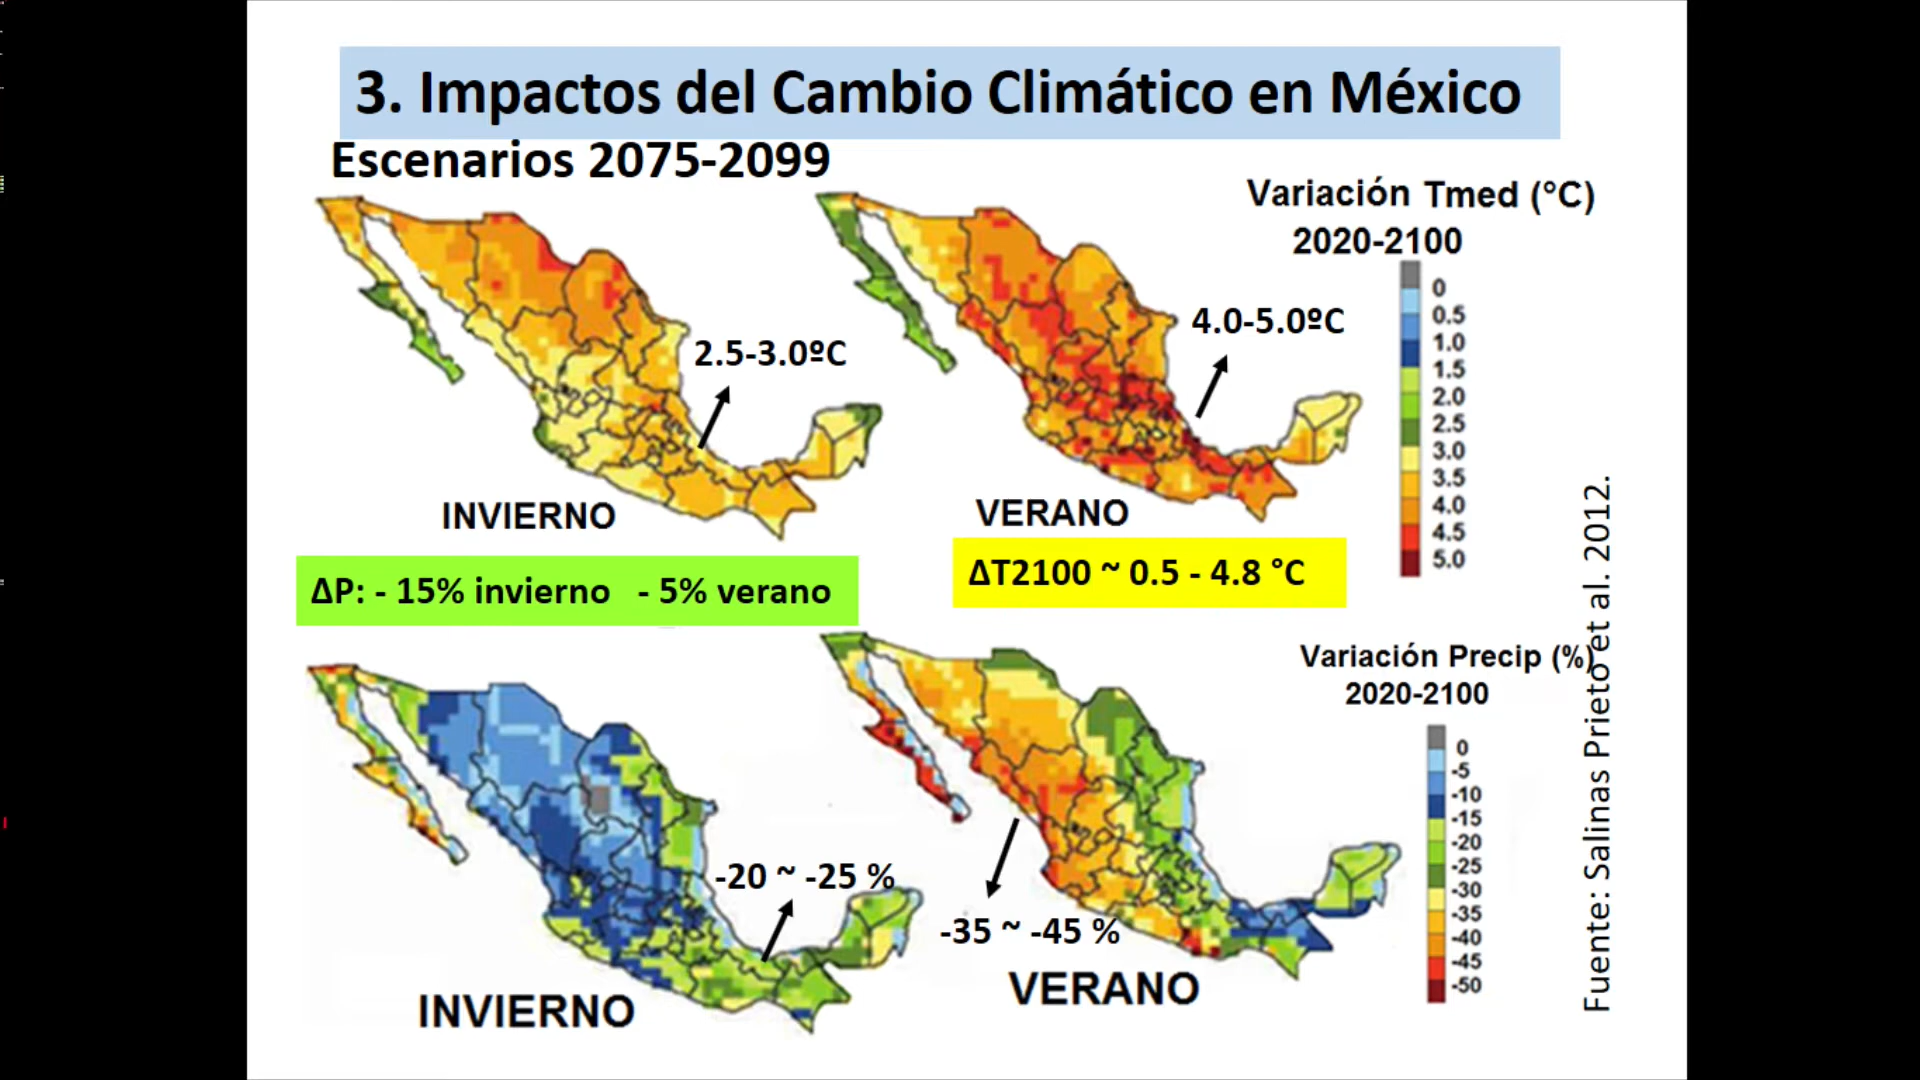 3. Impactos del Cambio Climático en México
Escenarios 2075-2099
Variación Tmed (°C)
2020-2100
0
0.5
1.0
1.5
2.0
2.5
3.0
3.5
4.0
4.5
5.0
2.5-3.0ºC
4.0-5.0ºC
INVIERNO
VERANO
ΔP: - 15% invierno - 5% verano
ΔT2100 ~ 0.5 - 4.8 °C
Variación Precip (%)
2020-2100
0
-5
-10
-15
-20
-25
-30
-35
-40
-45
-50
-20 ~ -25 %
-35 ~ -45 %
INVIERNO
VERANO
Fuente: Salinas Prieto et al. 2012.